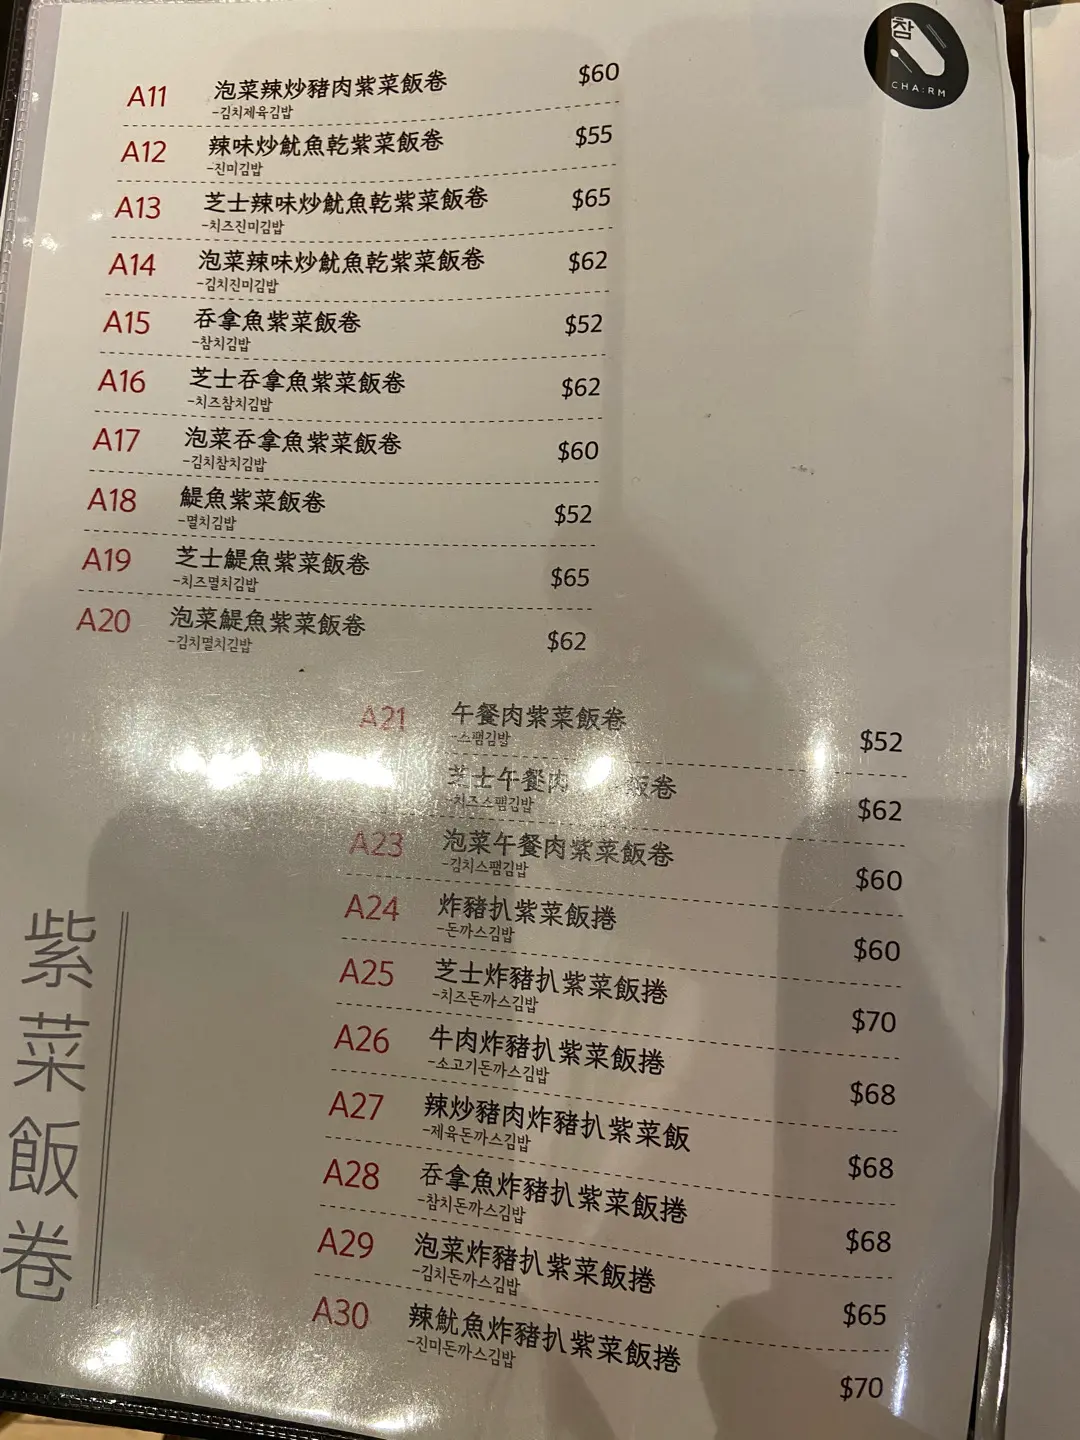 참
CHA:RM
A11 泡菜辣炒豬肉紫菜飯卷 $60
-김치제육김밥
A12 辣味炒魷魚乾紫菜飯卷 $55
-진미김밥
A13 芝士辣味炒魷魚乾紫菜飯卷 $65
-치즈진미김밥
A14 泡菜辣味炒魷魚乾紫菜飯卷 $62
-김치진미김밥
A15 吞拿魚紫菜飯卷 $52
-참치김밥
A16 芝士吞拿魚紫菜飯卷 $62
-치즈참치김밥
A17 泡菜吞拿魚紫菜飯卷 $60
-김치참치김밥
A18 鯷魚紫菜飯卷 $52
-멸치김밥
A19 芝士鯷魚紫菜飯卷 $65
-치즈멸치김밥
A20 泡菜鯷魚紫菜飯卷 $62
-김치멸치김밥
A21 午餐肉紫菜飯卷 $52
-스팸김밥
芝士午餐肉 飯卷 $62
-치즈스팸김밥
A23 泡菜午餐肉紫菜飯卷 $60
-김치스팸김밥
A24 炸豬扒紫菜飯捲 $60
-돈까스김밥
A25 芝士炸豬扒紫菜飯捲 $70
-치즈돈까스김밥
A26 牛肉炸豬扒紫菜飯捲 $68
-소고기돈까스김밥
A27 辣炒豬肉炸豬扒紫菜飯 $68
-제육돈까스김밥
A28 吞拿魚炸豬扒紫菜飯捲 $68
-참치돈까스김밥
A29 泡菜炸豬扒紫菜飯捲 $65
-김치돈까스김밥
A30 辣魷魚炸豬扒紫菜飯捲 $70
-진미돈까스김밥
紫菜飯卷